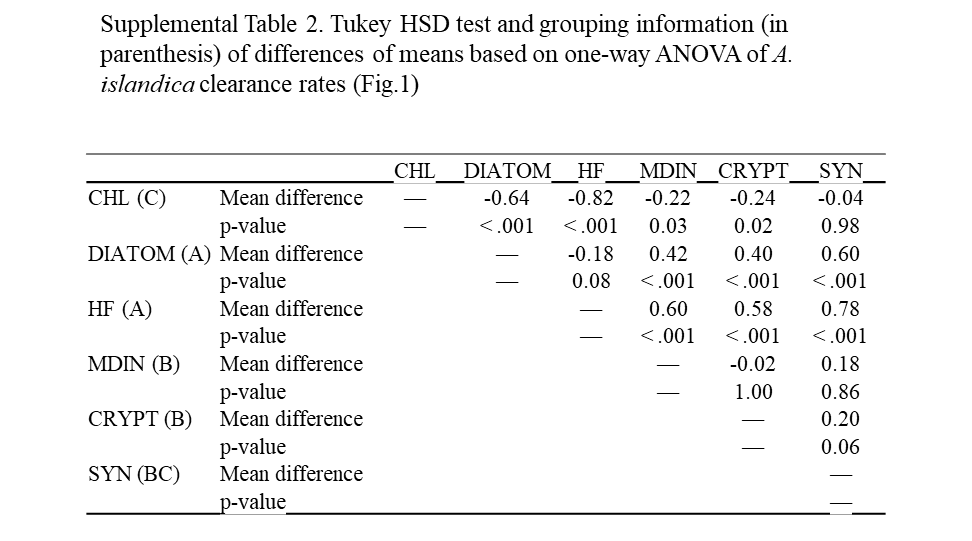 Supplemental Table 2. Tukey HSD test and grouping information (in
parenthesis) of differences of means based on one-way ANOVA of A.
islandica clearance rates (Fig.1)
CHL DIATOM HF MDIN CRYPT SYN
CHL (C) Mean difference — -0.64 -0.82 -0.22 -0.24 -0.04
p-value — <.001 <.001 0.03 0.02 0.98
DIATOM (A) Mean difference — -0.18 0.42 0.40 0.60
p-value — 0.08 <.001 <.001 <.001
HF (A) Mean difference — 0.60 0.58 0.78
p-value — <.001 <.001 <.001
MDIN (B) Mean difference — -0.02 0.18
p-value — 1.00 0.86
CRYPT (B) Mean difference — 0.20
p-value — 0.06
SYN (BC) Mean difference —
p-value —